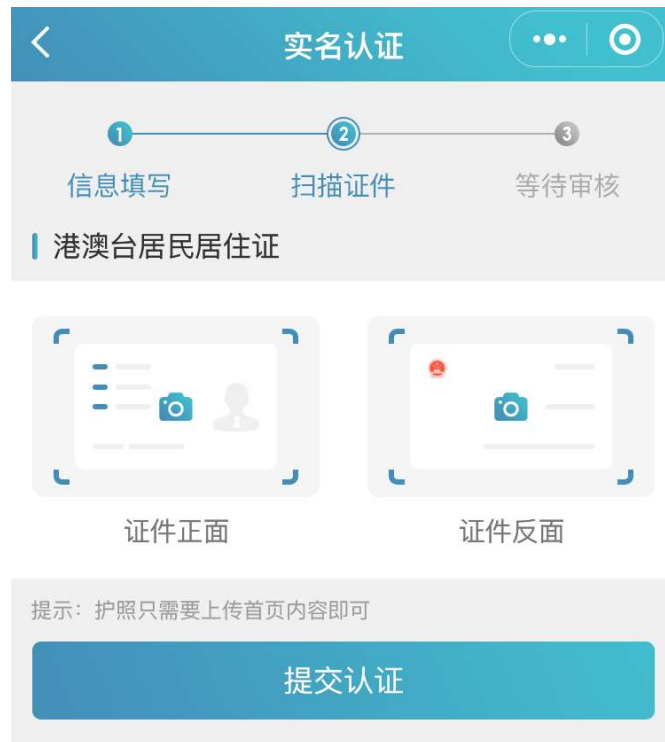 实名认证
1 2 3
信息填写 扫描证件 等待审核
港澳台居民居住证
证件正面 证件反面
提示：护照只需要上传首页内容即可
提交认证